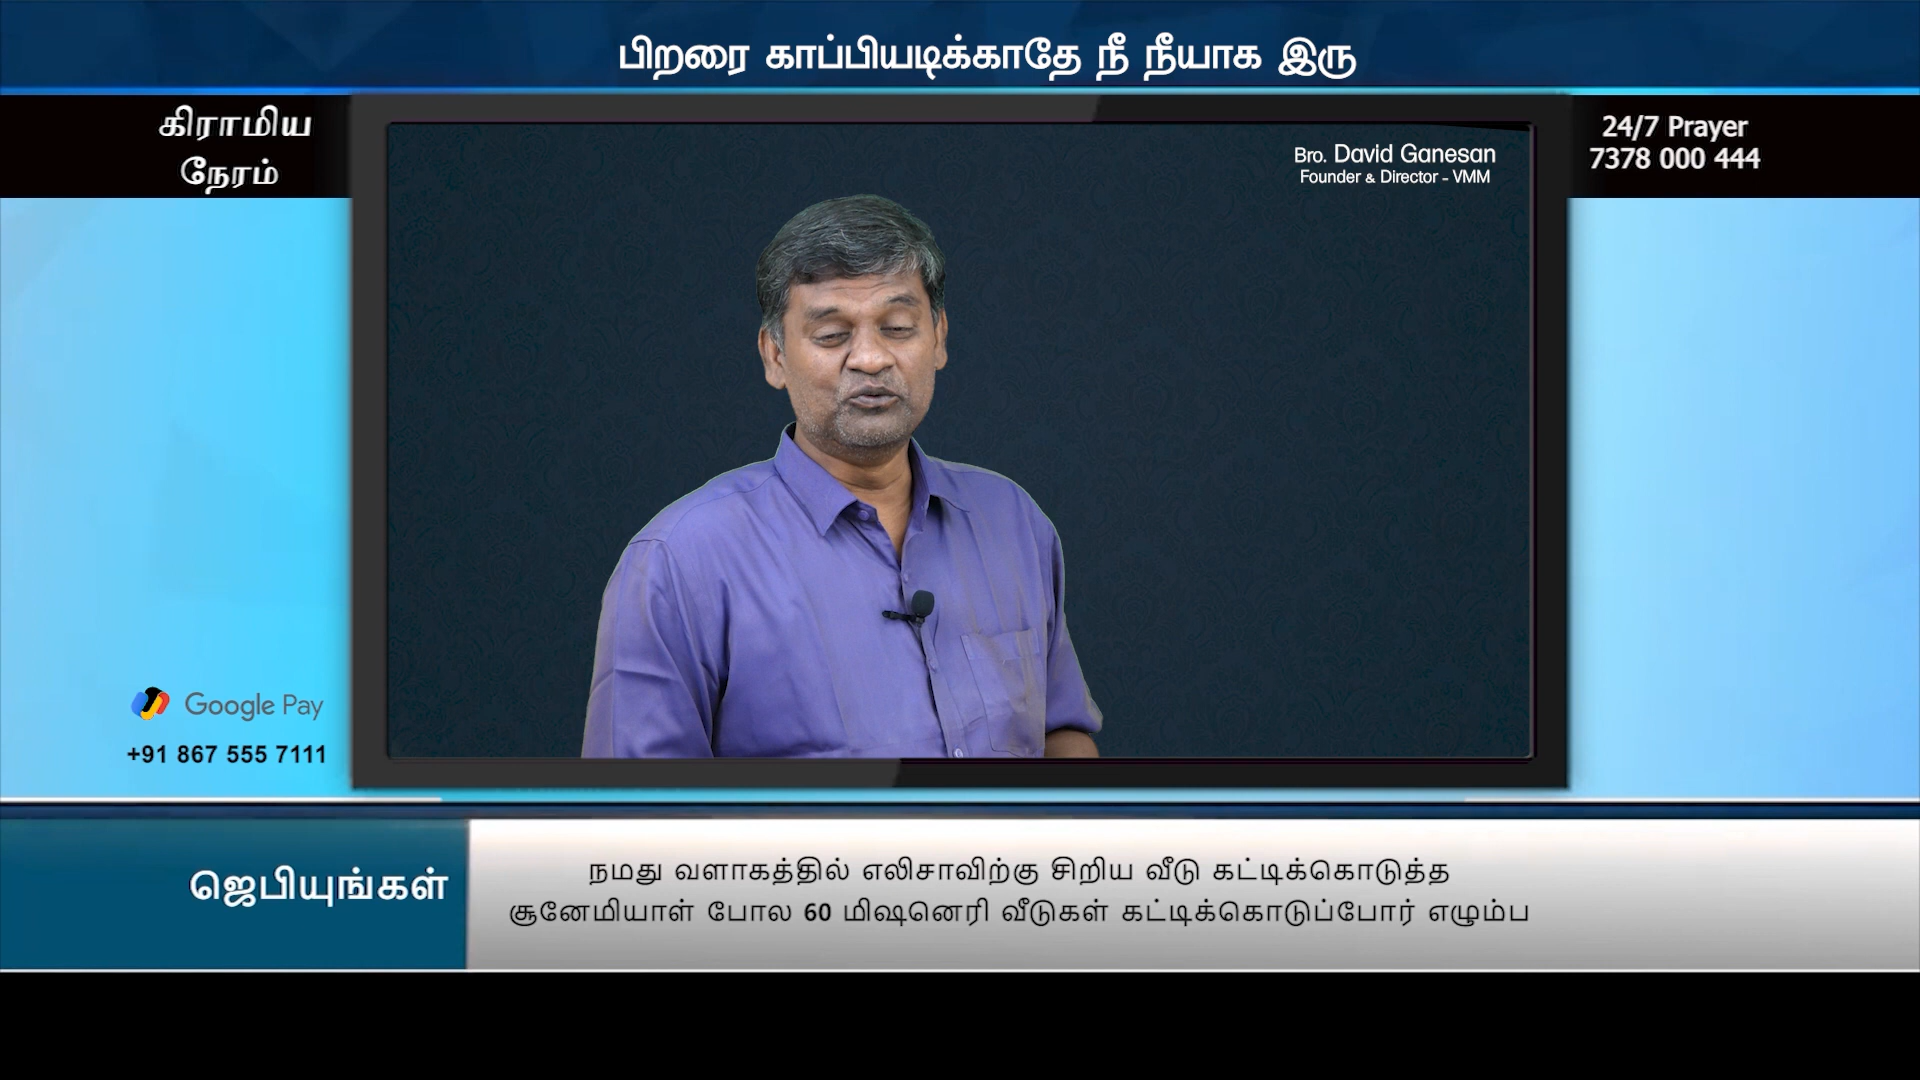 பிறரை காப்பியடிக்காதே நீ நீயாக இரு
கிராமிய
நேரம்
Bro. David Ganesan
Founder & Director - VMM
24/7 Prayer
7378 000 444
Google Pay
+91 867 555 7111
ஜெபியுங்கள்
நமது வளாகத்தில் எலிசாவிற்கு சிறிய வீடு கட்டிக்கொடுத்த
சூனேமியாள் போல 60 மிஷனெரி வீடுகள் கட்டிக்கொடுப்போர் எழும்ப